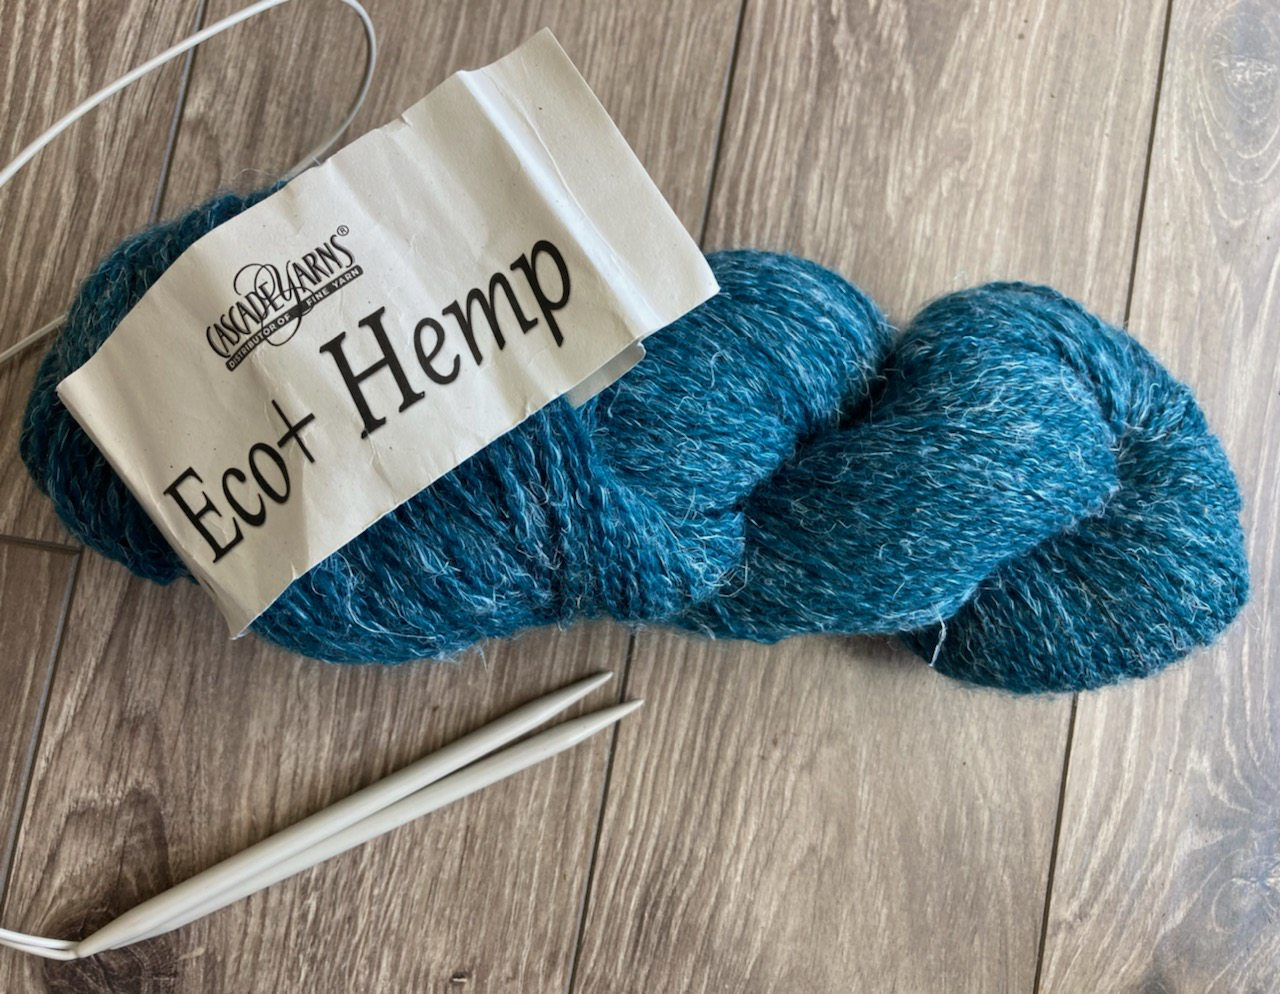 CASCADE YARNS®
DISTRIBUTOR OF FINE YARN
Eco+ Hemp